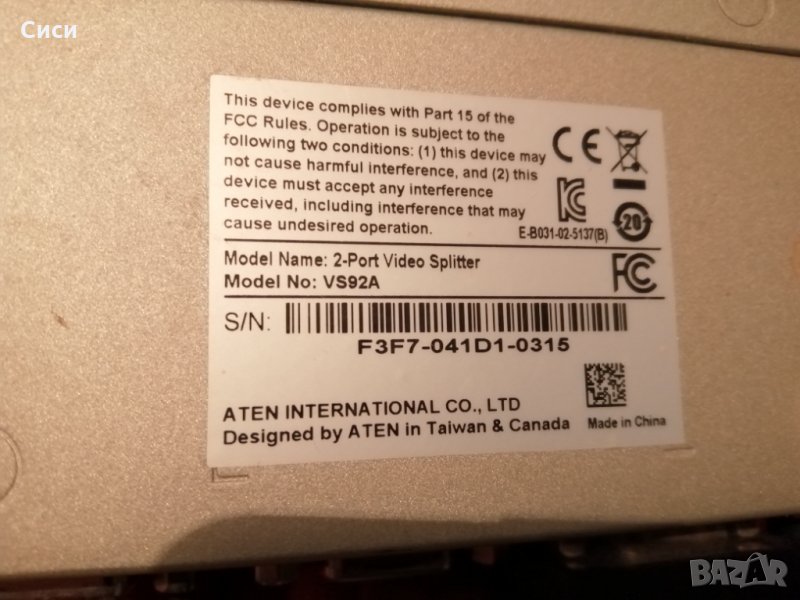 Сиси
This device complies with Part 15 of the
FCC Rules. Operation is subject to the
following two conditions: (1) this device may
not cause harmful interference, and (2) this
device must accept any interference
received, including interference that may
cause undesired operation.
CE
KC
20
E-B031-02-5137(B)
Model Name: 2-Port Video Splitter
Model No: VS92A
FC
S/N:
F3F7-041D1-0315
ATEN INTERNATIONAL CO., LTD
Designed by ATEN in Taiwan & Canada
Made in China
BAZAR